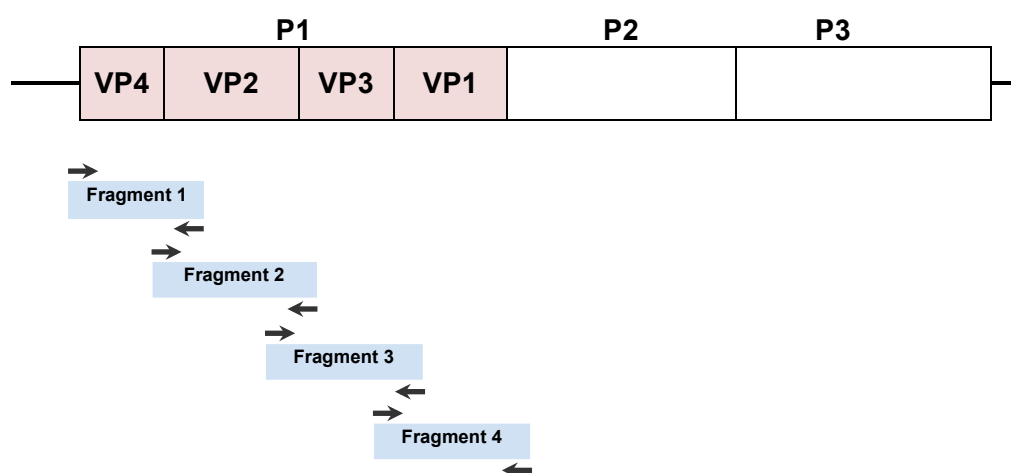 P1 P2 P3
VP4 VP2 VP3 VP1
Fragment 1
Fragment 2
Fragment 3
Fragment 4